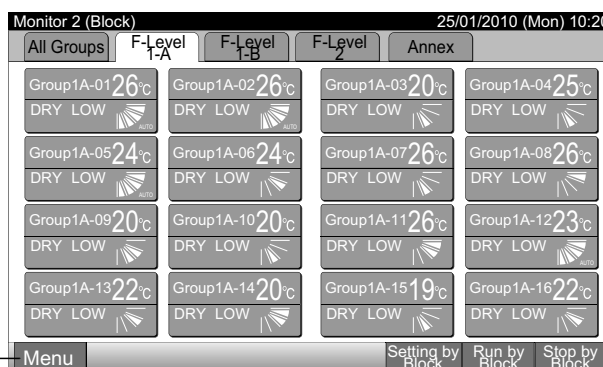 Monitor 2 (Block) 25/01/2010 (Mon) 10:20
All Groups F-Level 1-A F-Level 1-B F-Level 2 Annex
Group1A-01 26°C Group1A-02 26°C Group1A-03 20°C Group1A-04 25°C
DRY LOW AUTO DRY LOW AUTO DRY LOW DRY LOW
Group1A-05 24°C Group1A-06 24°C Group1A-07 26°C Group1A-08 26°C
DRY LOW AUTO DRY LOW DRY LOW DRY LOW
Group1A-09 20°C Group1A-10 20°C Group1A-11 26°C Group1A-12 23°C
DRY LOW DRY LOW DRY LOW DRY LOW AUTO
Group1A-13 22°C Group1A-14 20°C Group1A-15 19°C Group1A-16 22°C
DRY LOW DRY LOW DRY LOW DRY LOW
Menu Setting by Block Run by Block Stop by Block